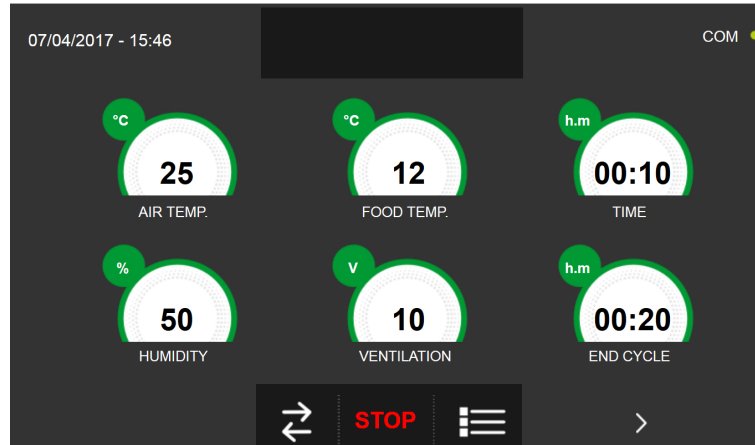 07/04/2017 - 15:46
COM
°C
25
AIR TEMP.
°C
12
FOOD TEMP.
h.m
00:10
TIME
%
50
HUMIDITY
V
10
VENTILATION
h.m
00:20
END CYCLE
STOP